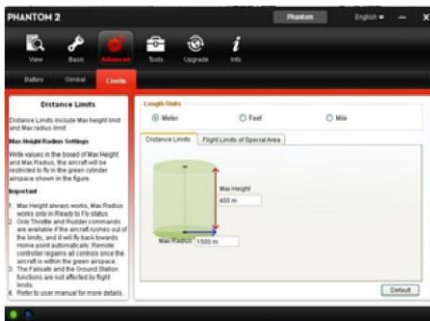 PHANTOM 2
Phantom
English
View
Basic
Advanced
Tools
Upgrade
Info
Battery
Gimbal
Limits
Distance Limits
Distance Limits include Max height limit
and Max radius limit.
Max Height Radius Settings
Write values in the boxed of Max Height
and Max Radius, the aircraft will be
restricted to fly in the green cylinder
airspace shown in the figure.
Important
1. Max Height always works, Max Radius
works only in Ready to Fly status.
2. Only Throttle and Rudder commands
are available if the aircraft rushes out of
the limits, and it will fly back towards
Home point automatically. Remote
controller regains all controls once the
aircraft is within the green airspace.
3. The Failsafe and the Ground Station
functions are not affected by flight
limits.
4. Refer to user manual for more details.
Length Units
Meter
Feet
Mile
Distance Limits
Flight Limits of Special Area
Max Height
400 m
Max Radius
1500 m
Default